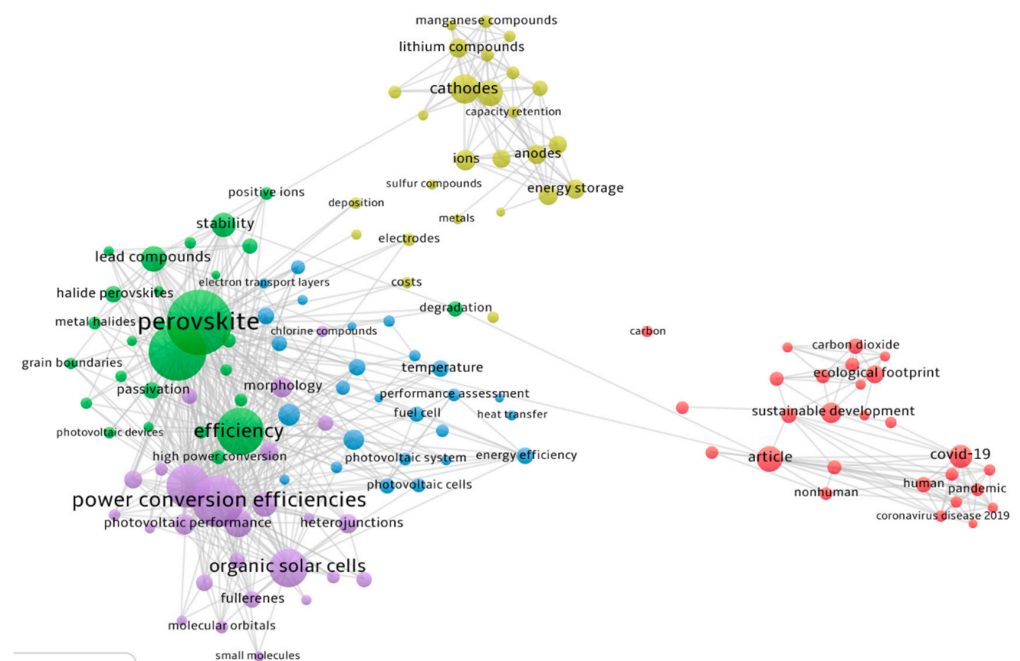 manganese compounds
lithium compounds
cathodes
capacity retention
ions
anodes
sulfur compounds
energy storage
positive ions
deposition
metals
stability
electrodes
lead compounds
electron transport layers
costs
halide perovskites
degradation
metal halides
perovskite
chlorine compounds
carbon
carbon dioxide
grain boundaries
temperature
ecological footprint
passivation
morphology
performance assessment
fuel cell
heat transfer
sustainable development
photovoltaic devices
efficiency
high power conversion
photovoltaic system
energy efficiency
article
covid-19
photovoltaic cells
human
pandemic
nonhuman
power conversion efficiencies
photovoltaic performance
heterojunctions
coronavirus disease 2019
organic solar cells
fullerenes
molecular orbitals
small molecules